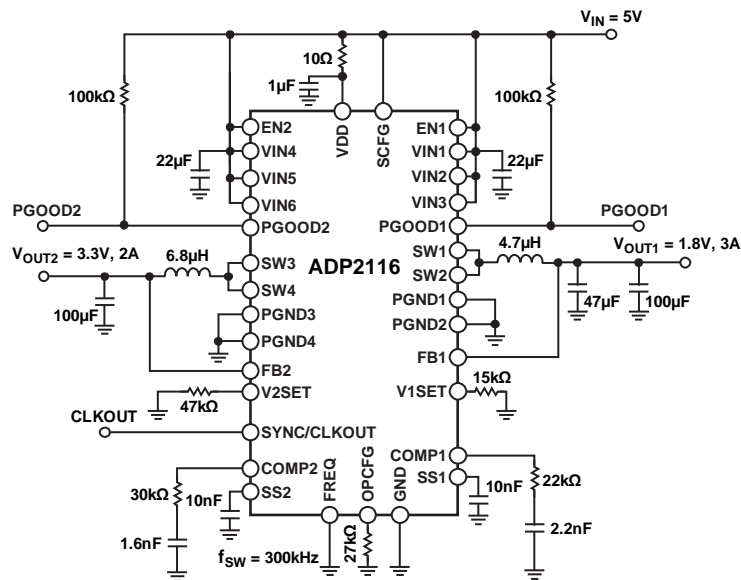 VIN = 5V
10Ω
1µF
100kΩ
100kΩ
VDD
SCFG
EN2
EN1
VIN4
VIN1
22µF
22µF
VIN5
VIN2
VIN6
VIN3
PGOOD2
PGOOD1
PGOOD2
PGOOD1
VOUT2 = 3.3V, 2A
6.8µH
SW3
ADP2116
SW1
4.7µH
VOUT1 = 1.8V, 3A
SW4
SW2
100µF
47µF
100µF
PGND3
PGND1
PGND4
PGND2
FB2
FB1
V2SET
V1SET
15kΩ
47kΩ
CLKOUT
SYNC/CLKOUT
COMP2
COMP1
30kΩ
10nF
SS2
FREQ
OPCFG
GND
SS1
10nF
22kΩ
1.6nF
fSW = 300kHz
27kΩ
2.2nF